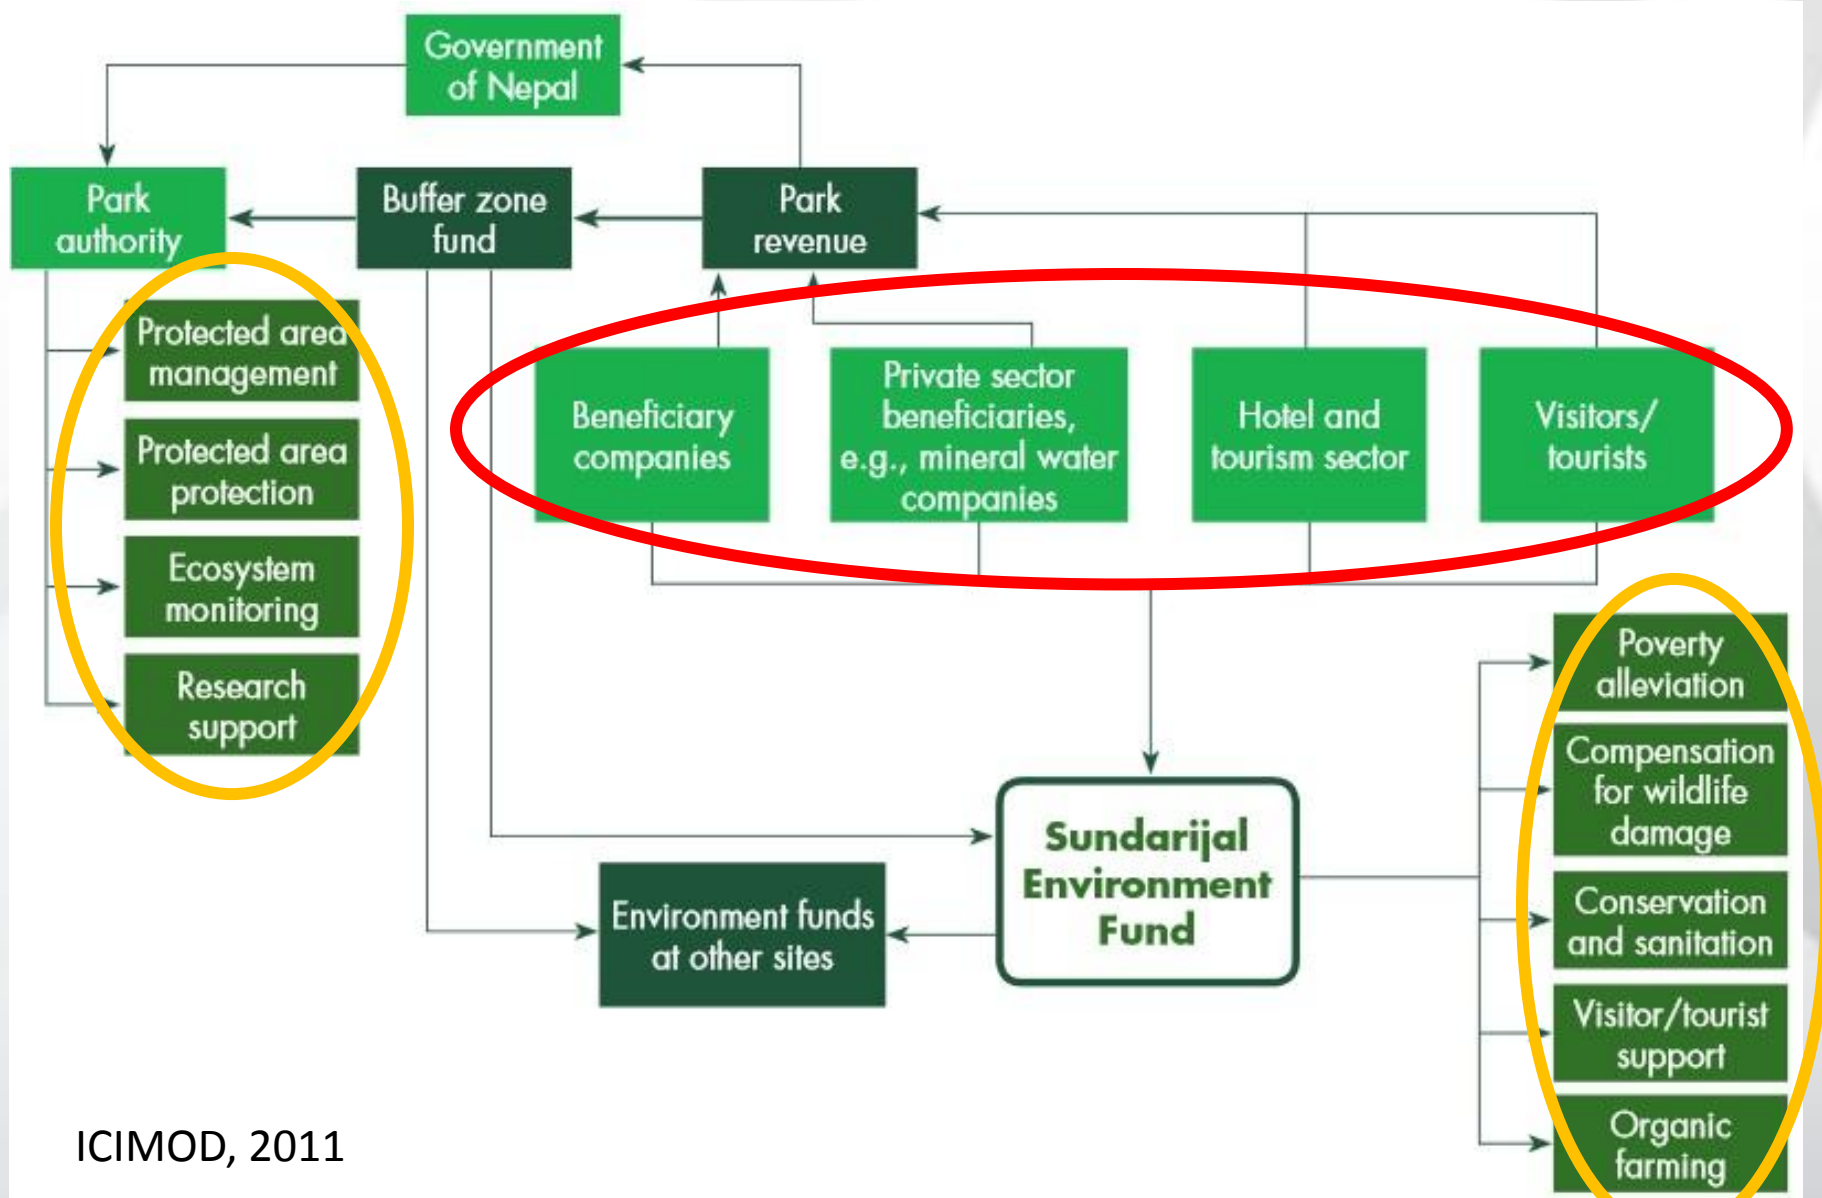 Government
of Nepal
Park
authority
Buffer zone
fund
Park
revenue
Protected area
management
Protected area
protection
Ecosystem
monitoring
Research
support
Beneficiary
companies
Private sector
beneficiaries,
e.g., mineral water
companies
Hotel and
tourism sector
Visitors/
tourists
Sundarijal
Environment
Fund
Environment funds
at other sites
Poverty
alleviation
Compensation
for wildlife
damage
Conservation
and sanitation
Visitor/tourist
support
Organic
farming
ICIMOD, 2011